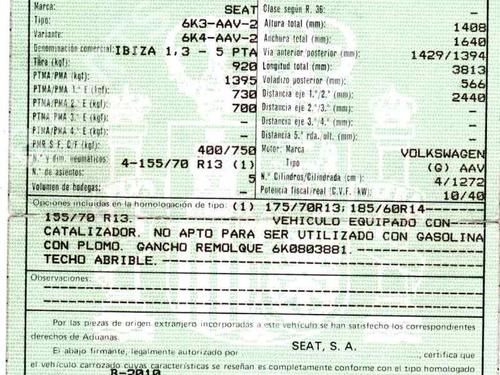 Marca: SEAT
Tipo: 6K3-AAV-2
Variante: 6K4-AAV-2
Denominación comercial: IBIZA 1,3 - 5 PTA
Tara (kgf): 920
PTMA/PMA (kgf): 1395
PTMA/PMA 1.º E (kgf): 730
PTMA/PMA 2.º E (kgf): 700
PTMA PMA 3.º E (kgf): -
PTMA/PMA 4.º E (kgf): -
PMR S F, C/F (kgf): 400/750
N.º y dim. neumáticos: 4-155/70 R13 (1)
N.º de asientos: 5
Volumen de bodegas: -
Clase según R. 36: -
Altura total (mm): 1408
Anchura total (mm): 1640
Vía anterior/posterior (mm): 1429/1394
Longitud total (mm): 3813
Voladizo posterior (mm): 566
Distancia eje 1.º/2.º (mm): 2440
Distancia eje 2.º/3.º (mm): -
Distancia eje 3.º/4.º (mm): -
Distancia 5.ª rda. ult. (mm): -
Motor: Marca VOLKSWAGEN
Tipo (G) AAV
N.º Cilindros/Cilindrada (cm³) 4/1272
Potencia fiscal/real (C.V.F. kW): 10/40
Opciones incluidas en la homologación de tipo: (1) 175/70R13; 185/60R14
155/70 R13. VEHICULO EQUIPADO CON
CATALIZADOR. NO APTO PARA SER UTILIZADO CON GASOLINA
CON PLOMO. GANCHO REMOLQUE 6K0803881.
TECHO ABRIBLE.
Observaciones:
Por las piezas de origen extranjero incorporadas a este vehículo se han satisfecho los correspondientes
derechos de Aduanas.
El abajo firmante, legalmente autorizado por SEAT, S. A. , certifica que
el vehículo carrozado cuyas características se reseñan es completamente conforme con el tipo homologado
B-2010